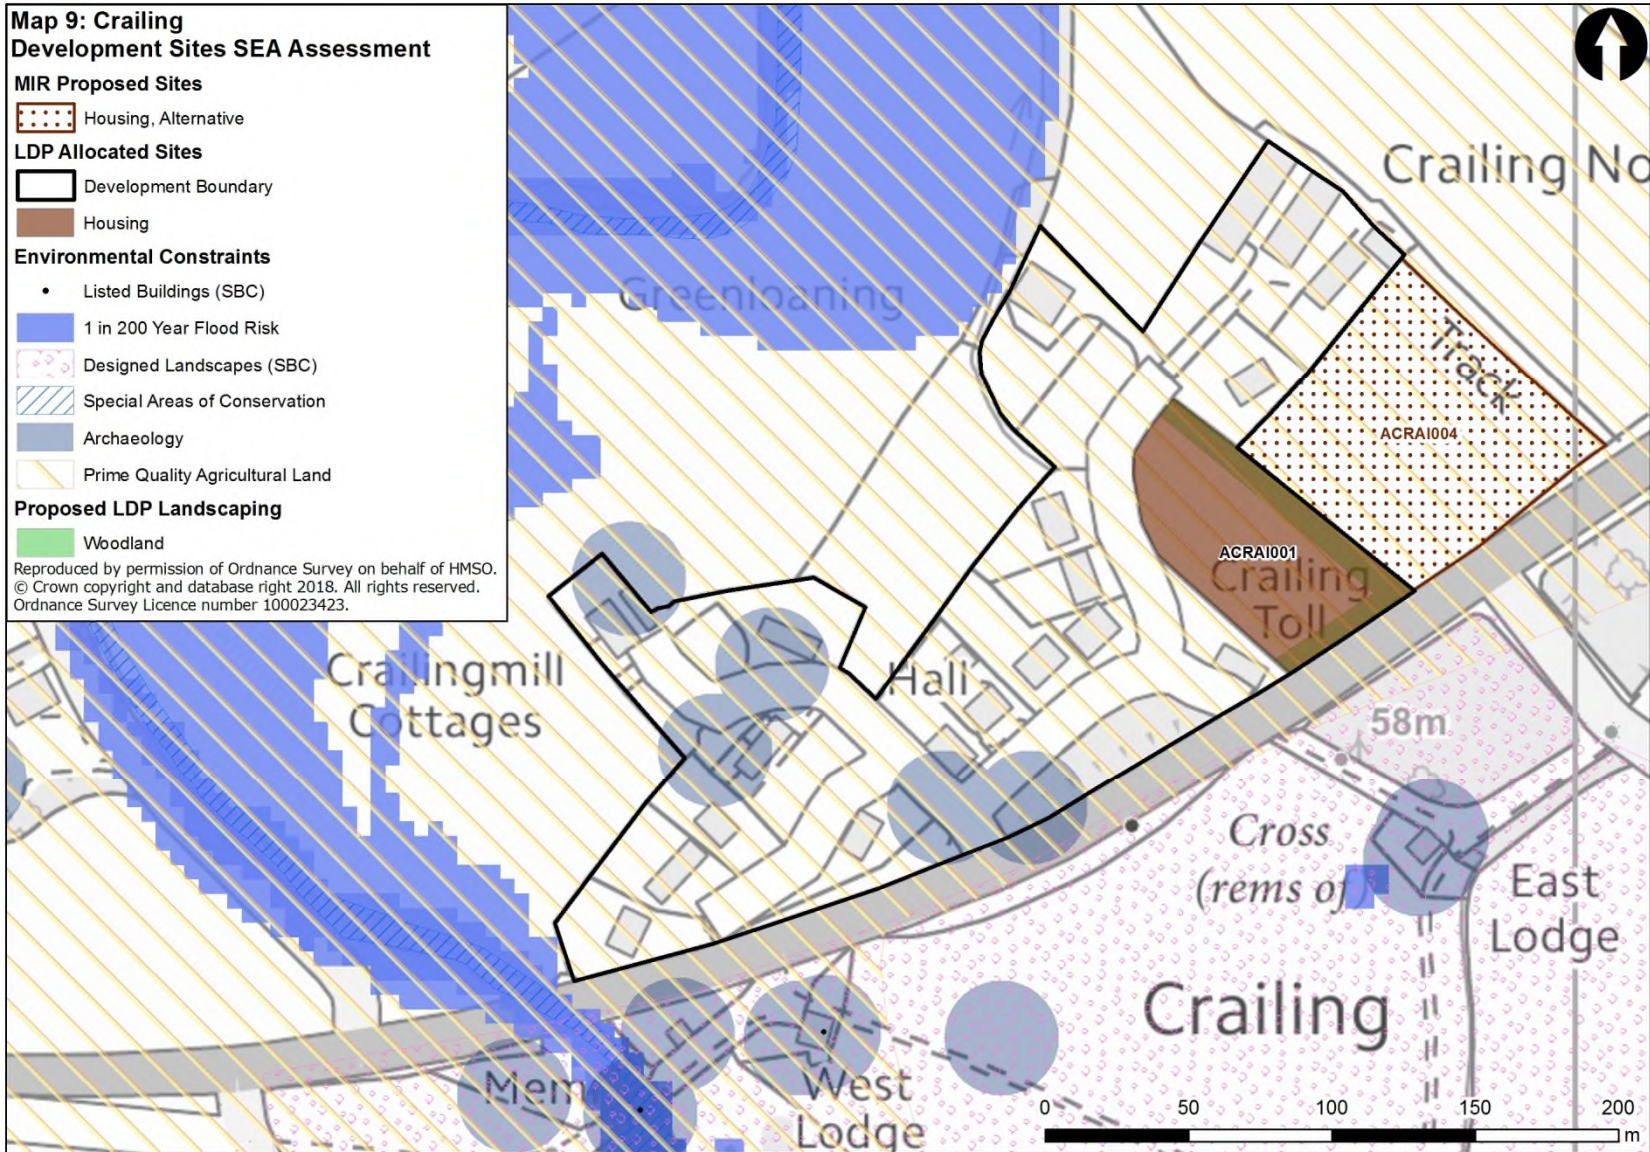 Map 9: Crailing
Development Sites SEA Assessment
MIR Proposed Sites
Housing, Alternative
LDP Allocated Sites
Development Boundary
Housing
Environmental Constraints
Listed Buildings (SBC)
1 in 200 Year Flood Risk
Designed Landscapes (SBC)
Special Areas of Conservation
Archaeology
Prime Quality Agricultural Land
Proposed LDP Landscaping
Woodland
Reproduced by permission of Ordnance Survey on behalf of HMSO.
© Crown copyright and database right 2018. All rights reserved.
Ordnance Survey Licence number 100023423.
Crailing No
Greenloaning
Track
ACRAI004
ACRAI001
Crailing
Toll
Crailingmill
Cottages
Hall
58m
Cross
(rems of)
East
Lodge
Crailing
Mem
West
Lodge
0 50 100 150 200
m